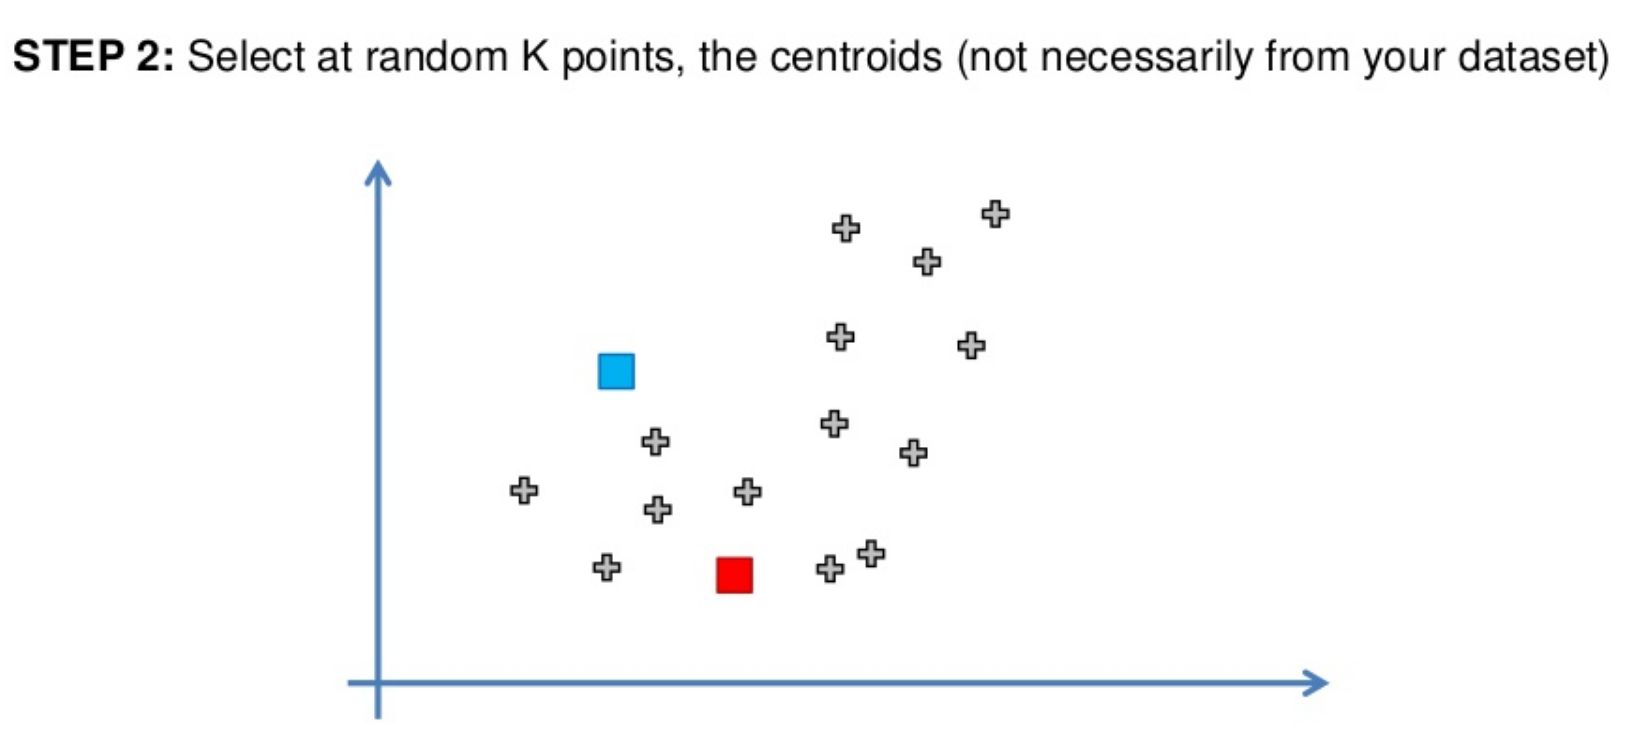 STEP 2: Select at random K points, the centroids (not necessarily from your dataset)